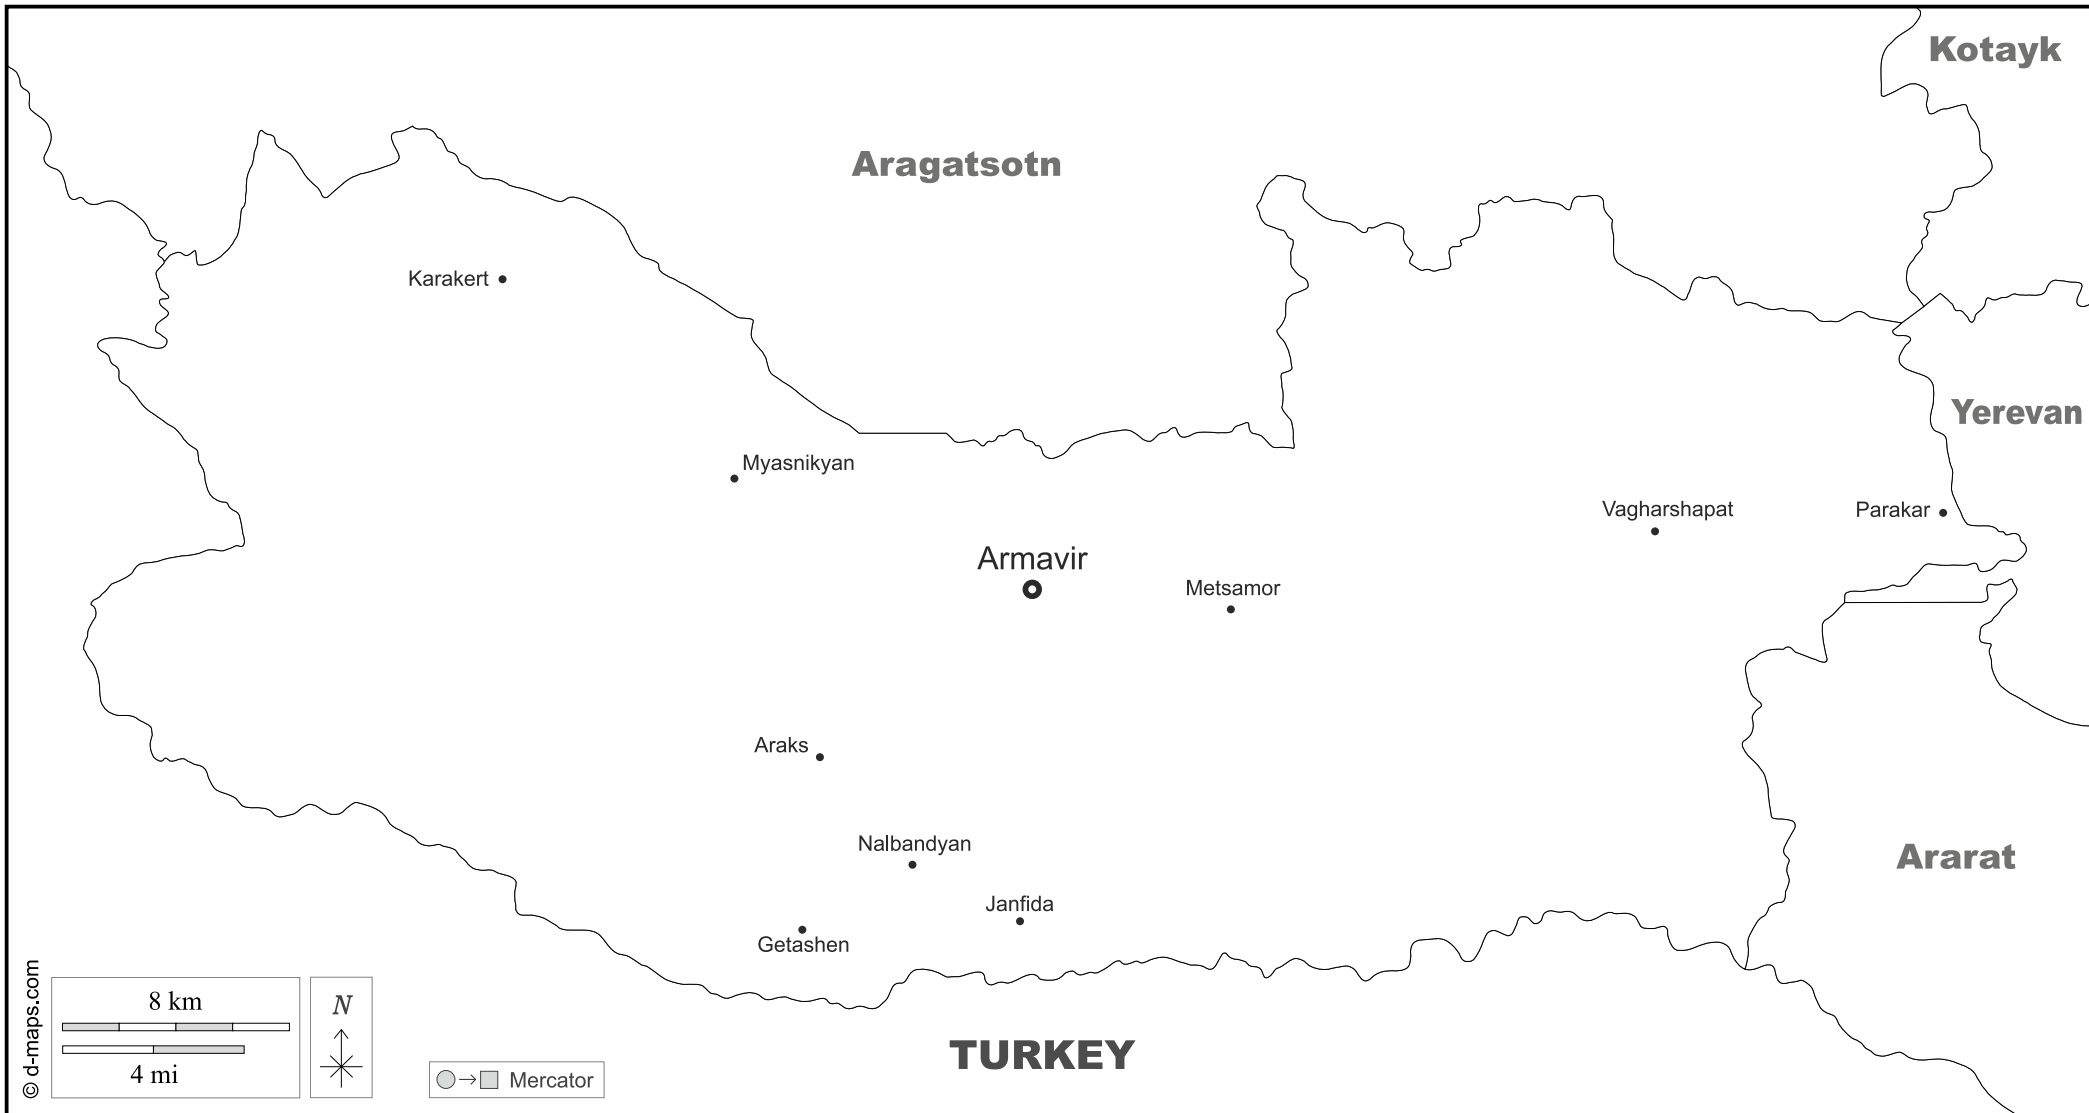 Kotayk
Aragatsotn
Karakert
Yerevan
Myasnikyan
Vagharshapat
Parakar
Armavir
Metsamor
Araks
Nalbandyan
Ararat
Janfida
Getashen
© d-maps.com
8 km
4 mi
N
Mercator
TURKEY